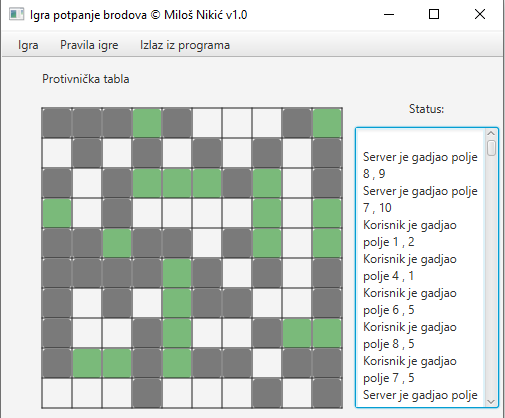 Igra potpanje brodova © Miloš Nikić v1.0
Igra Pravila igre Izlaz iz programa
Protivnička tabla
Status:
Server je gadjao polje
8 , 9
Server je gadjao polje
7 , 10
Korisnik je gadjao
polje 1 , 2
Korisnik je gadjao
polje 4 , 1
Korisnik je gadjao
polje 6 , 5
Korisnik je gadjao
polje 8 , 5
Korisnik je gadjao
polje 7 , 5
Server je gadjao polje